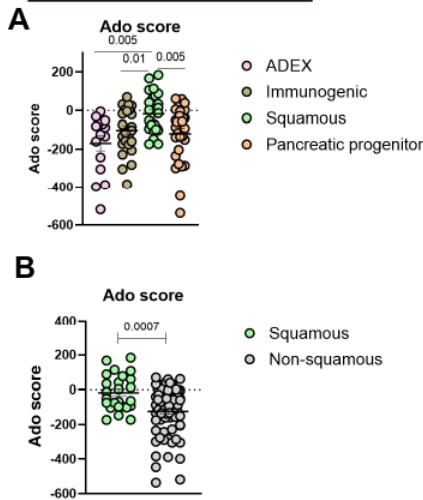 A
Ado score
0.005
0.01
0.005
200
0
-200
-400
-600
Ado score
ADEX
Immunogenic
Squamous
Pancreatic progenitor
B
Ado score
0.0007
400
200
0
-200
-400
-600
Ado score
Squamous
Non-squamous